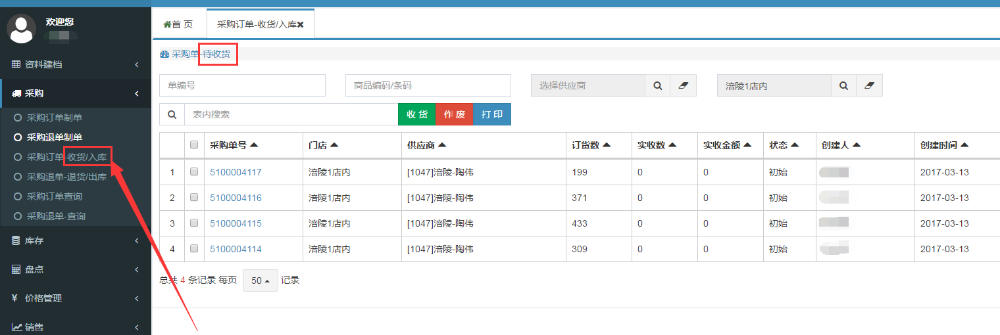 欢迎您
资料建档
采购
采购订单制单
采购退单制单
采购订单-收货/入库
采购退单-退货/出库
采购订单查询
采购退单-查询
库存
盘点
¥ 价格管理
销售
首 页
采购订单-收货/入库
采购单-待收货
单编号
商品编码/条码
选择供应商
涪陵1店内
表内搜索
收 货
作 废
打 印
采购单号 门店 供应商 订货数 实收数 实收金额 状态 创建人 创建时间
1 5100004117 涪陵1店内 [1047]涪陵-陶伟 199 0 0 初始 2017-03-13
2 5100004116 涪陵1店内 [1047]涪陵-陶伟 371 0 0 初始 2017-03-13
3 5100004115 涪陵1店内 [1047]涪陵-陶伟 433 0 0 初始 2017-03-13
4 5100004114 涪陵1店内 [1047]涪陵-陶伟 309 0 0 初始 2017-03-13
总共 4 条记录 每页 50 记录